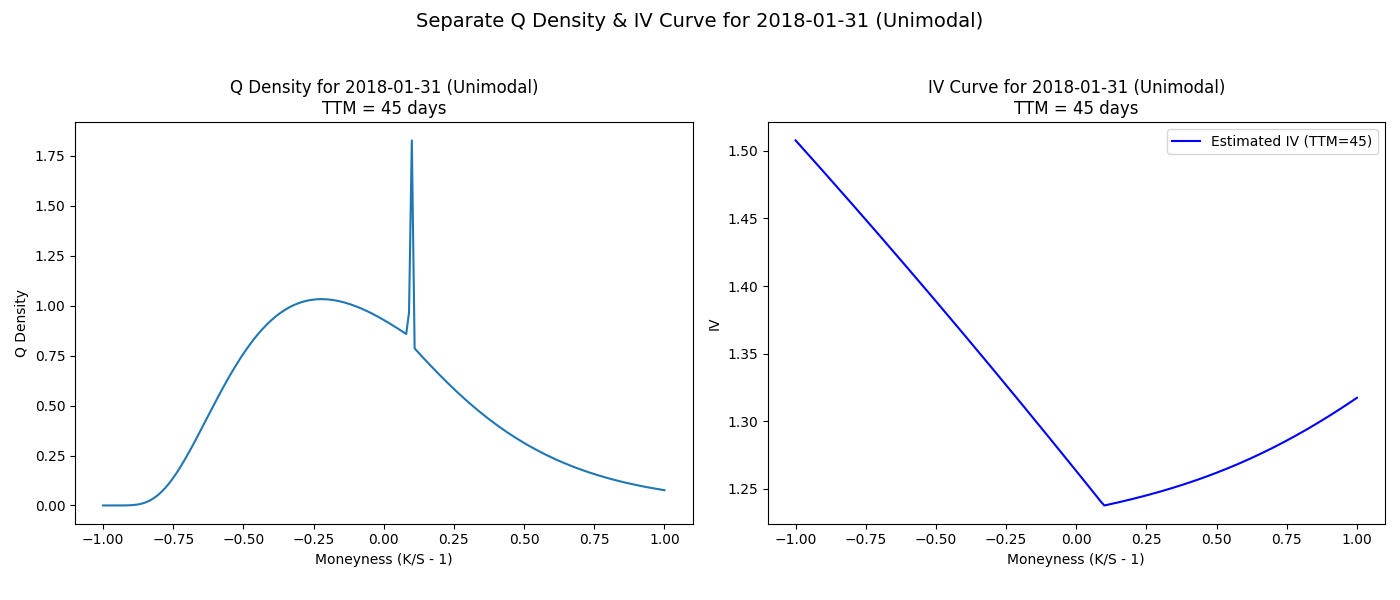 Separate Q Density & IV Curve for 2018-01-31 (Unimodal)
Q Density for 2018-01-31 (Unimodal)
TTM = 45 days
1.75
1.50
1.25
1.00
0.75
0.50
0.25
0.00
Q Density
−1.00 −0.75 −0.50 −0.25 0.00 0.25 0.50 0.75 1.00
Moneyness (K/S - 1)
IV Curve for 2018-01-31 (Unimodal)
TTM = 45 days
Estimated IV (TTM=45)
1.50
1.45
1.40
1.35
1.30
1.25
IV
−1.00 −0.75 −0.50 −0.25 0.00 0.25 0.50 0.75 1.00
Moneyness (K/S - 1)